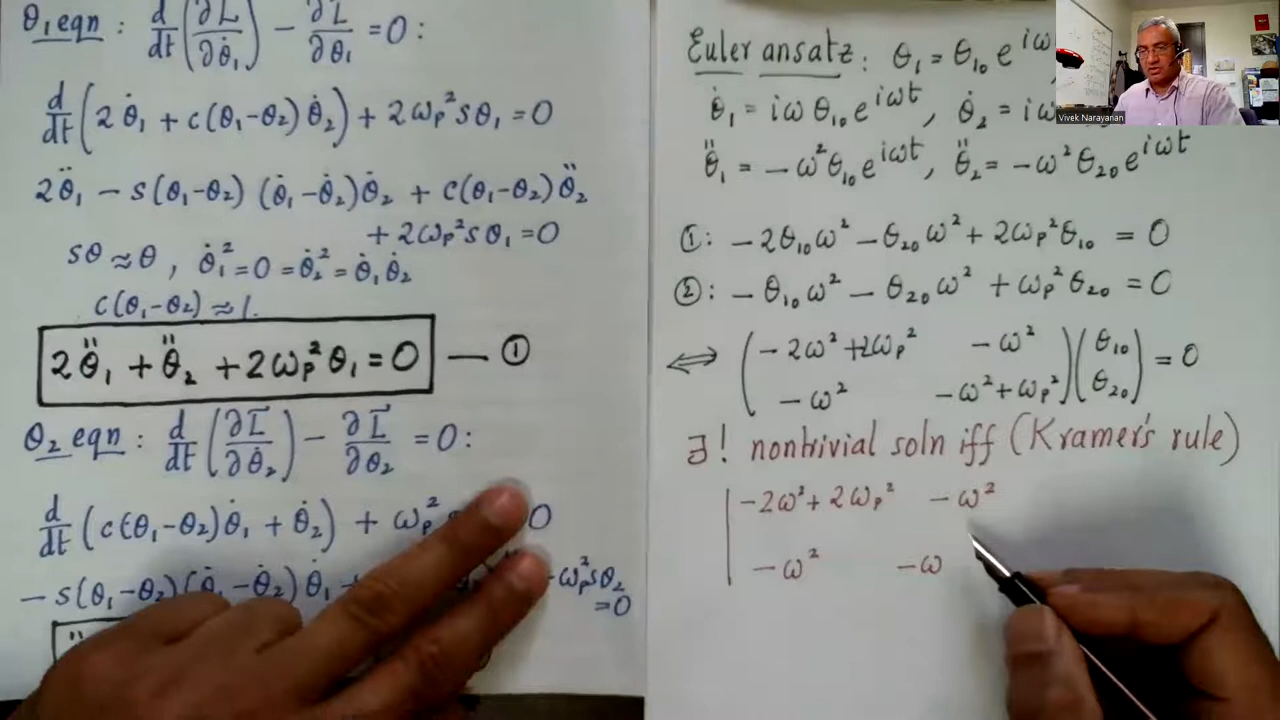 θ₁ eqn : d/dt(∂L/∂θ̇₁) − ∂L/∂θ₁ = 0 :
d/dt(2θ̇₁ + c(θ₁−θ₂)θ̇₂) + 2ωₚ²sθ₁ = 0
2θ̈₁ − s(θ₁−θ₂)(θ̇₁−θ̇₂)θ̇₂ + c(θ₁−θ₂)θ̈₂
+ 2ωₚ²sθ₁ = 0
sθ ≈ θ , θ̇₁² = 0 = θ̇₂² = θ̇₁θ̇₂
c(θ₁−θ₂) ≈ 1.
2θ̈₁ + θ̈₂ + 2ωₚ²θ₁ = 0 — ①
θ₂ eqn : d/dt(∂L/∂θ̇₂) − ∂L/∂θ₂ = 0 :
d/dt(c(θ₁−θ₂)θ̇₁ + θ̇₂) + ωₚ² 0
− s(θ₁−θ₂)(θ̇₁−θ̇₂)θ̇₁ ωₚ²sθ₂
= 0
Euler ansatz : θ₁ = θ₁₀ e^iω
θ̇₁ = iωθ₁₀e^iωt , θ̇₂ = iω
θ̈₁ = −ω²θ₁₀e^iωt , θ̈₂ = −ω²θ₂₀e^iωt
①: −2θ₁₀ω² − θ₂₀ω² + 2ωₚ²θ₁₀ = 0
②: −θ₁₀ω² − θ₂₀ω² + ωₚ²θ₂₀ = 0
⟺ (−2ω²+2ωₚ² −ω²) (θ₁₀) = 0
(−ω² −ω²+ωₚ²) (θ₂₀)
∃! nontrivial soln iff (Kramer's rule)
| −2ω²+2ωₚ² −ω²
| −ω² −ω
Vivek Narayanan